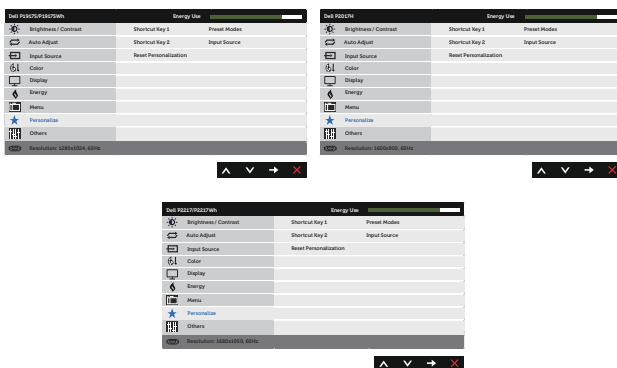 Dell P1917S/P1917SWh Energy Use
Brightness / Contrast Shortcut Key 1 Preset Modes
Auto Adjust Shortcut Key 2 Input Source
Input Source Reset Personalization
Color
Display
Energy
Menu
Personalize
Others
Resolution: 1280x1024, 60Hz
Dell P2017H Energy Use
Brightness / Contrast Shortcut Key 1 Preset Modes
Auto Adjust Shortcut Key 2 Input Source
Input Source Reset Personalization
Color
Display
Energy
Menu
Personalize
Others
Resolution: 1600x900, 60Hz
Dell P2217/P2217Wh Energy Use
Brightness / Contrast Shortcut Key 1 Preset Modes
Auto Adjust Shortcut Key 2 Input Source
Input Source Reset Personalization
Color
Display
Energy
Menu
Personalize
Others
Resolution: 1680x1050, 60Hz